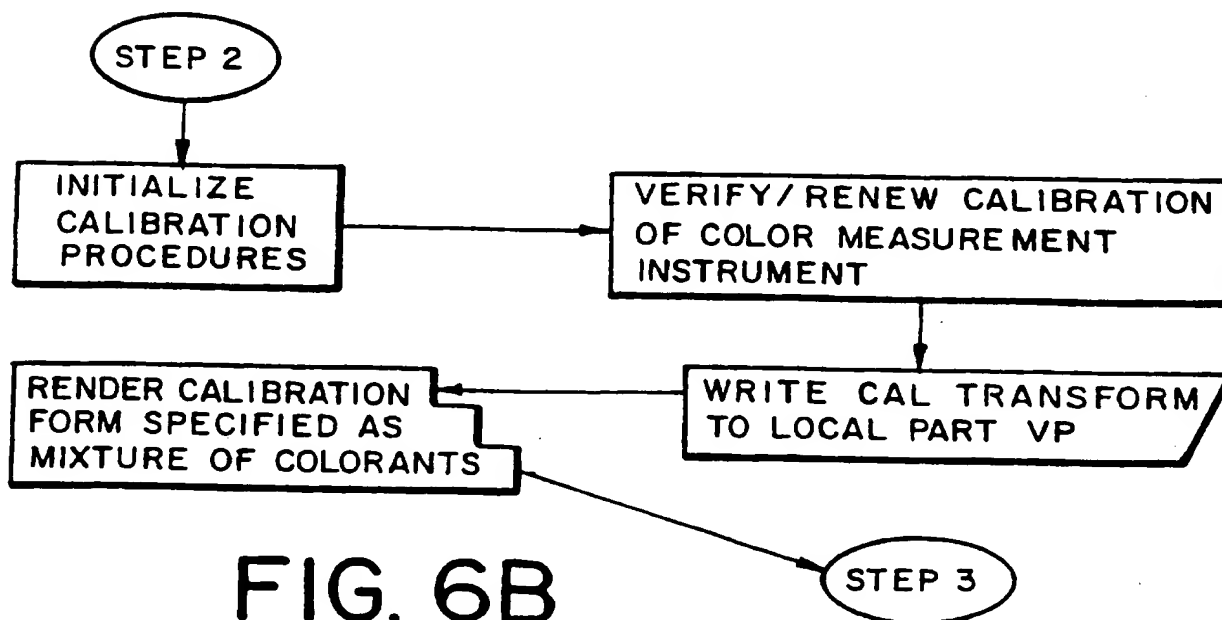 STEP 2
INITIALIZE
CALIBRATION
PROCEDURES
VERIFY/RENEW CALIBRATION
OF COLOR MEASUREMENT
INSTRUMENT
WRITE CAL TRANSFORM
TO LOCAL PART VP
RENDER CALIBRATION
FORM SPECIFIED AS
MIXTURE OF COLORANTS
STEP 3
FIG. 6B